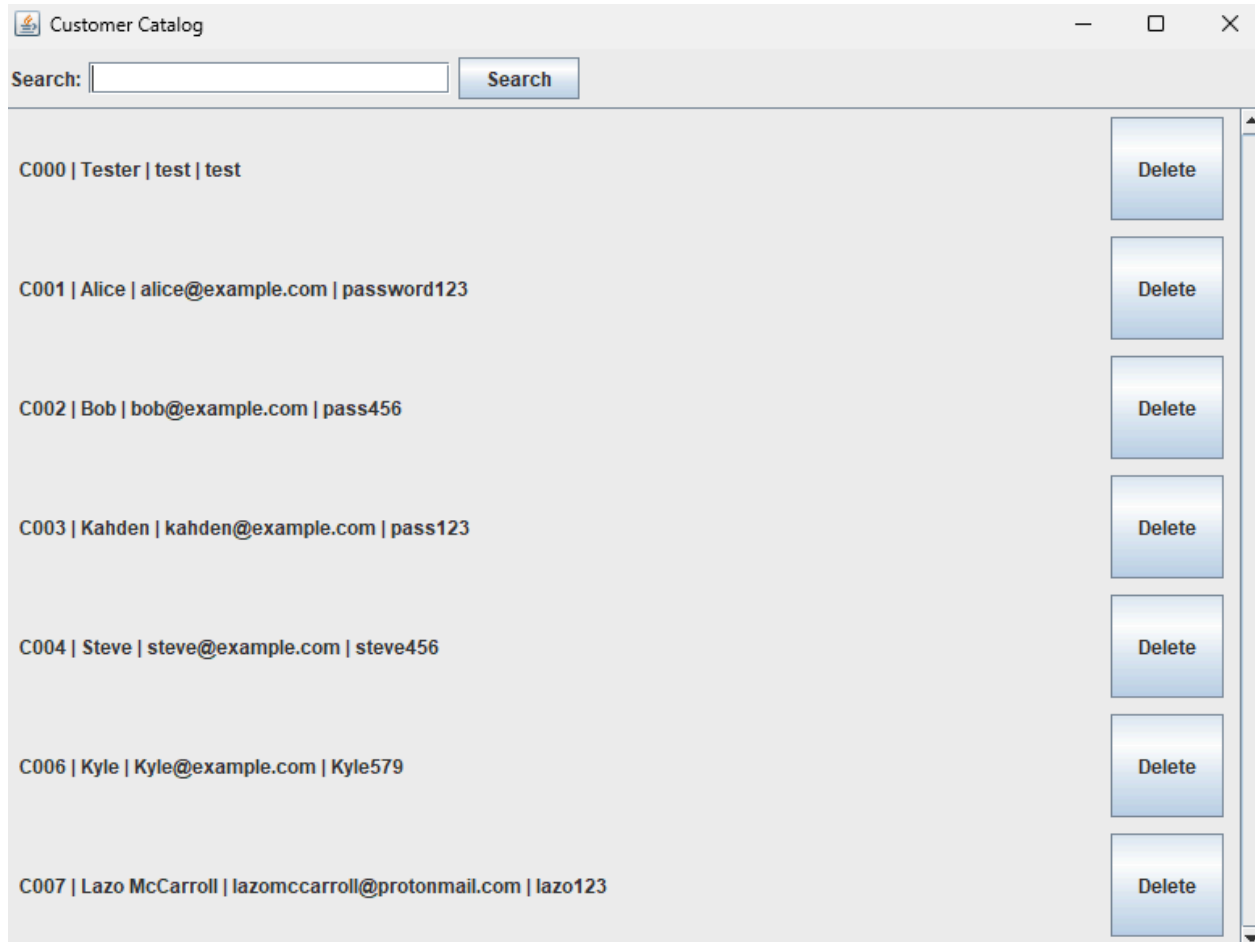 Customer Catalog
Search: Search
C000 | Tester | test | test Delete
C001 | Alice | alice@example.com | password123 Delete
C002 | Bob | bob@example.com | pass456 Delete
C003 | Kahden | kahden@example.com | pass123 Delete
C004 | Steve | steve@example.com | steve456 Delete
C006 | Kyle | Kyle@example.com | Kyle579 Delete
C007 | Lazo McCarroll | lazomccarroll@protonmail.com | lazo123 Delete